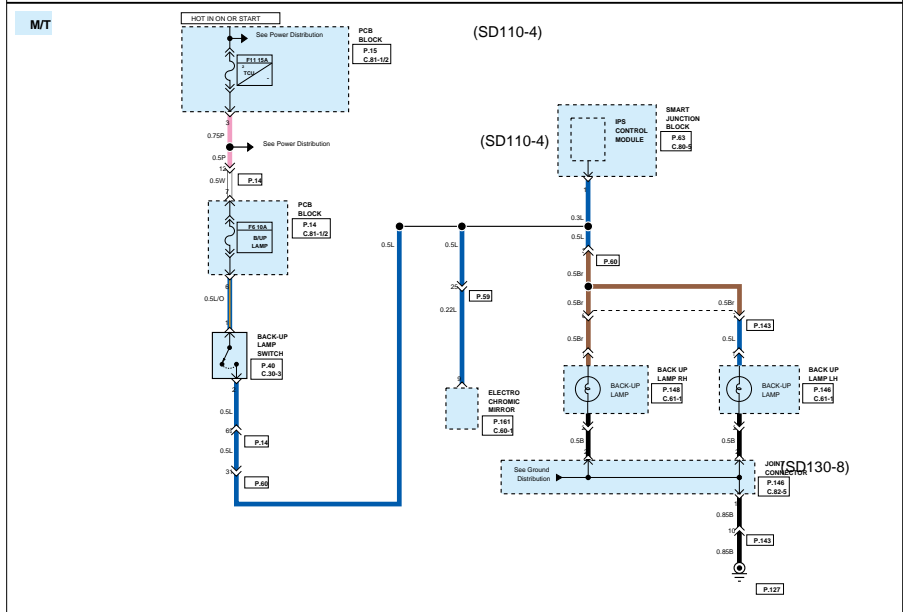 M/T
HOT IN ON OR START
See Power Distribution
F11 15A
2
TCU
-
PCB
BLOCK
P.15
C.81-1/2
(SD110-4)
3
0.75P
See Power Distribution
0.5P
12
0.5W
P.14
7
PCB
BLOCK
P.14
C.81-1/2
F6 10A
B/UP
LAMP
6
0.5L/O
1
BACK-UP
LAMP
SWITCH
P.40
C.30-3
2
0.5L
P.14
0.5L
31
P.60
0.5L
0.5L
25
P.59
0.22L
ELECTRO
CHROMIC
MIRROR
P.161
C.60-1
(SD110-4)
IPS
CONTROL
MODULE
SMART
JUNCTION
BLOCK
P.63
C.80-5
0.3L
0.5L
P.60
0.5Br
0.5Br
0.5Br
P.143
0.5Br
0.5L
BACK-UP
LAMP
BACK UP
LAMP RH
P.148
C.61-1
BACK-UP
LAMP
BACK UP
LAMP LH
P.146
C.61-1
0.5B
0.5B
See Ground
Distribution
JOINT
CONNECTOR
(SD130-8)
P.146
C.82-5
0.85B
10
P.143
0.85B
P.127